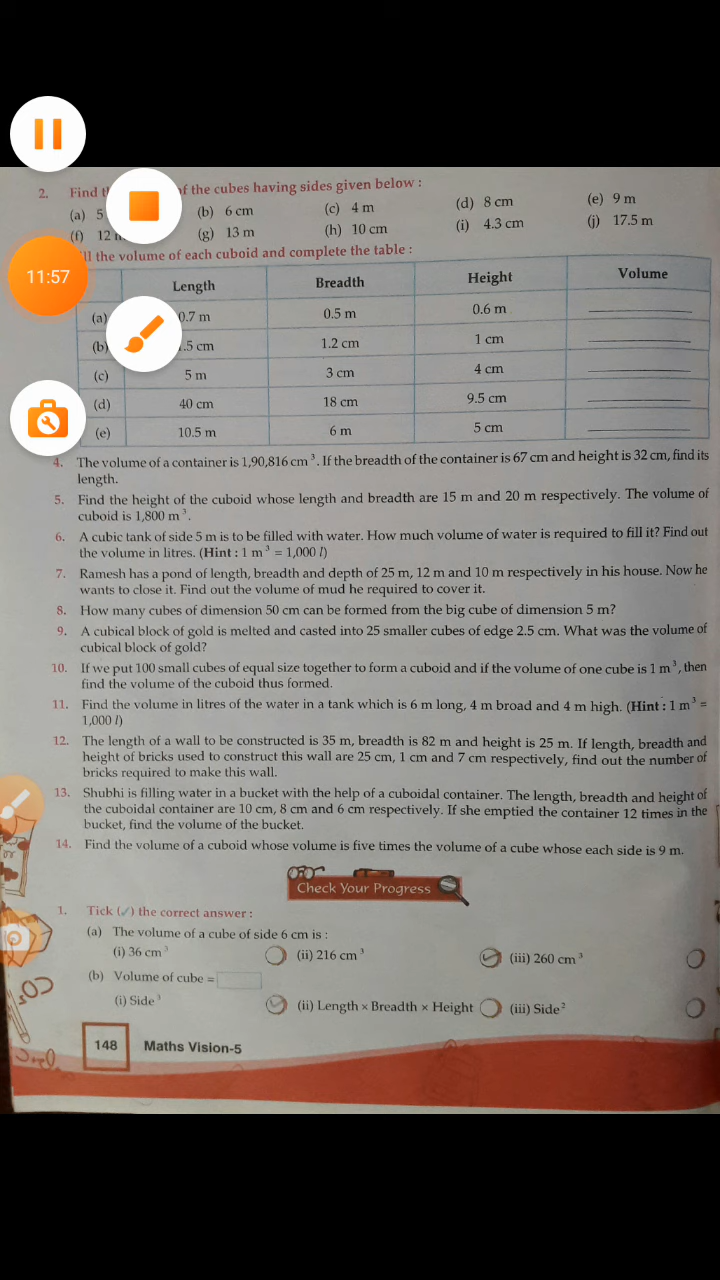 2. Find of the cubes having sides given below :
(a) 5 (b) 6 cm (c) 4 m (d) 8 cm (e) 9 m
(f) 12 (g) 13 m (h) 10 cm (i) 4.3 cm (j) 17.5 m
11:57
the volume of each cuboid and complete the table :
Length Breadth Height Volume
(a) 0.7 m 0.5 m 0.6 m
(b) .5 cm 1.2 cm 1 cm
(c) 5 m 3 cm 4 cm
(d) 40 cm 18 cm 9.5 cm
(e) 10.5 m 6 m 5 cm
4. The volume of a container is 1,90,816 cm³. If the breadth of the container is 67 cm and height is 32 cm, find its
length.
5. Find the height of the cuboid whose length and breadth are 15 m and 20 m respectively. The volume of
cuboid is 1,800 m³.
6. A cubic tank of side 5 m is to be filled with water. How much volume of water is required to fill it? Find out
the volume in litres. (Hint : 1 m³ = 1,000 l)
7. Ramesh has a pond of length, breadth and depth of 25 m, 12 m and 10 m respectively in his house. Now he
wants to close it. Find out the volume of mud he required to cover it.
8. How many cubes of dimension 50 cm can be formed from the big cube of dimension 5 m?
9. A cubical block of gold is melted and casted into 25 smaller cubes of edge 2.5 cm. What was the volume of
cubical block of gold?
10. If we put 100 small cubes of equal size together to form a cuboid and if the volume of one cube is 1 m³, then
find the volume of the cuboid thus formed.
11. Find the volume in litres of the water in a tank which is 6 m long, 4 m broad and 4 m high. (Hint : 1 m³ =
1,000 l)
12. The length of a wall to be constructed is 35 m, breadth is 82 m and height is 25 m. If length, breadth and
height of bricks used to construct this wall are 25 cm, 1 cm and 7 cm respectively, find out the number of
bricks required to make this wall.
13. Shubhi is filling water in a bucket with the help of a cuboidal container. The length, breadth and height of
the cuboidal container are 10 cm, 8 cm and 6 cm respectively. If she emptied the container 12 times in the
bucket, find the volume of the bucket.
14. Find the volume of a cuboid whose volume is five times the volume of a cube whose each side is 9 m.
Check Your Progress
1. Tick (✓) the correct answer :
(a) The volume of a cube of side 6 cm is :
(i) 36 cm³ (ii) 216 cm³ (iii) 260 cm³
(b) Volume of cube =
(i) Side³ (ii) Length × Breadth × Height (iii) Side²
148 Maths Vision-5